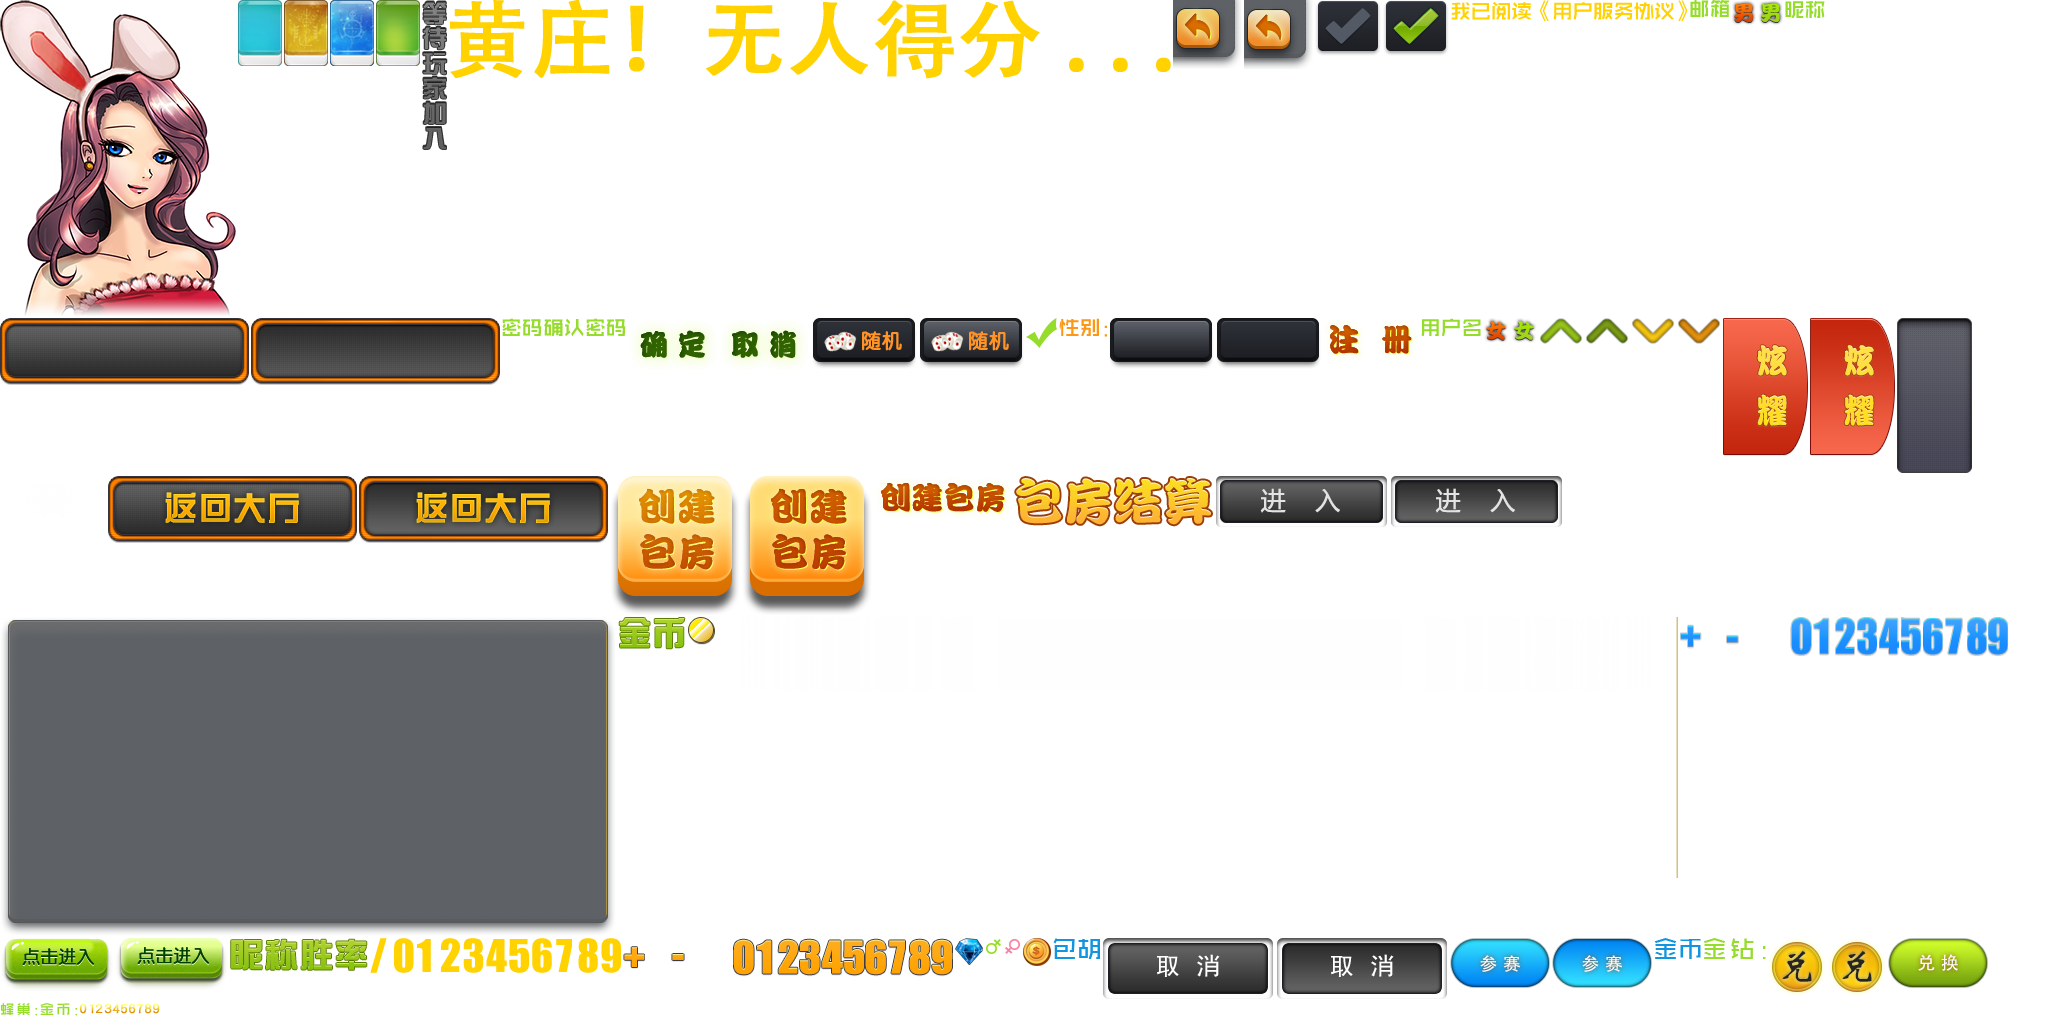 等待玩家加入
黄庄！无人得分...
我已阅读《用户服务协议》
邮箱
男
男
昵称
密码确认密码
确定
取消
随机
随机
性别:
注册
用户名
女
女
炫耀
炫耀
返回大厅
返回大厅
创建
包房
创建
包房
创建包房
包房结算
进 入
进 入
金币
+ - 0123456789
点击进入
点击进入
昵称胜率/0123456789
+ - 0123456789
包胡
取 消
取 消
参赛
参赛
金币金钻:
兑
兑
兑换
蜂巢:金币:0123456789